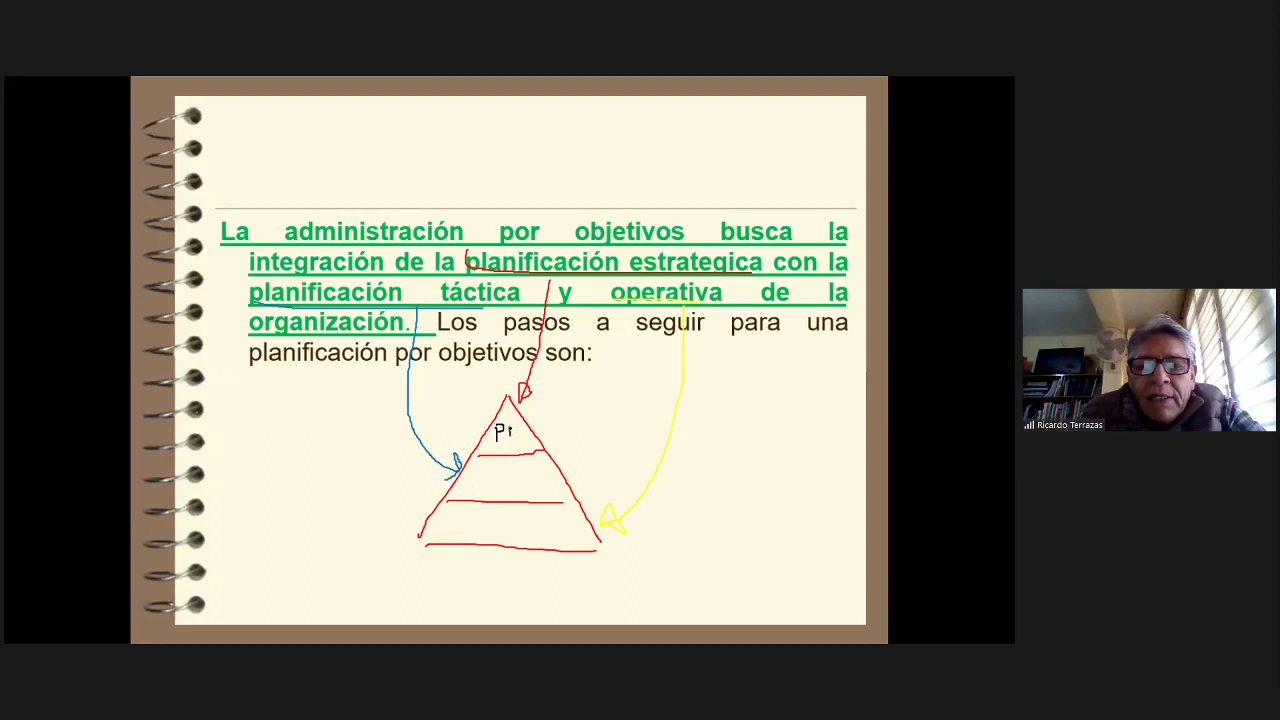 La administración por objetivos busca la
integración de la planificación estrategica con la
planificación táctica y operativa de la
organización. Los pasos a seguir para una
planificación por objetivos son:
Ricardo Terrazas